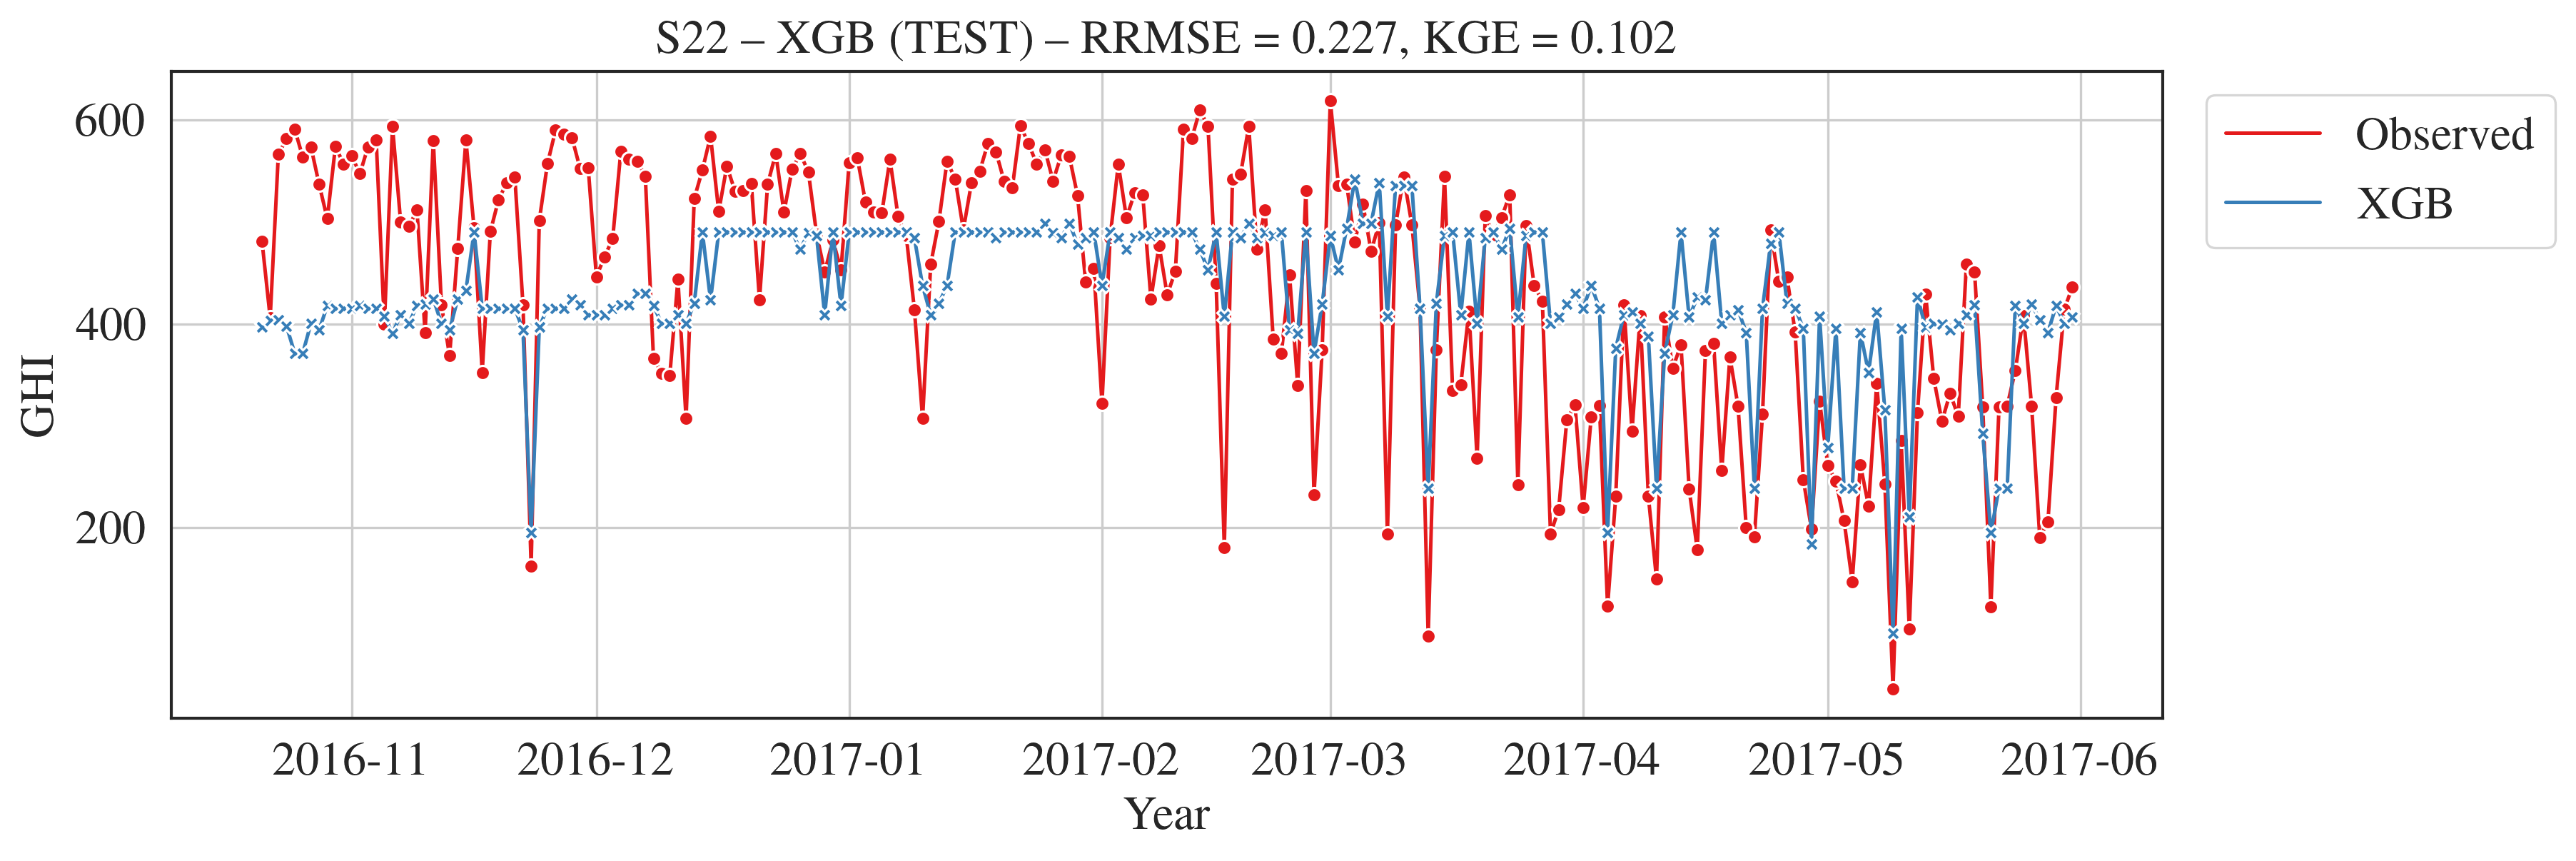 S22 – XGB (TEST) – RRMSE = 0.227, KGE = 0.102
600
400
200
GHI
2016-11 2016-12 2017-01 2017-02 2017-03 2017-04 2017-05 2017-06
Year
Observed
XGB